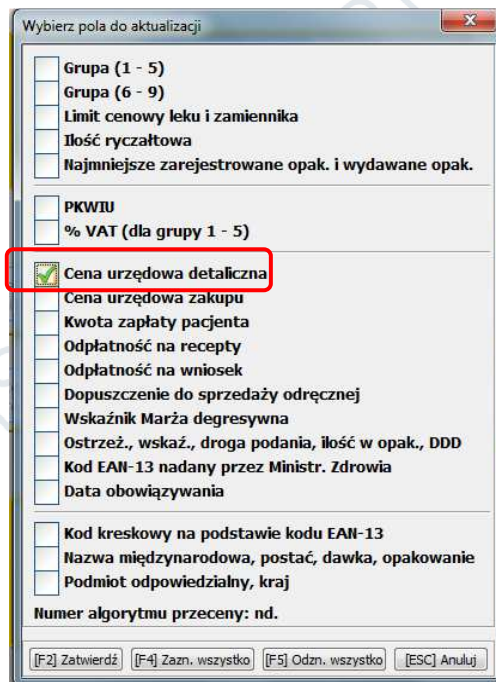 Wybierz pola do aktualizacji
Grupa (1 - 5)
Grupa (6 - 9)
Limit cenowy leku i zamiennika
Ilość ryczałtowa
Najmniejsze zarejestrowane opak. i wydawane opak.
PKWIU
% VAT (dla grupy 1 - 5)
Cena urzędowa detaliczna
Cena urzędowa zakupu
Kwota zapłaty pacjenta
Odpłatność na recepty
Odpłatność na wniosek
Dopuszczenie do sprzedaży odręcznej
Wskaźnik Marża degresywna
Ostrzeż., wskaź., droga podania, ilość w opak., DDD
Kod EAN-13 nadany przez Ministr. Zdrowia
Data obowiązywania
Kod kreskowy na podstawie kodu EAN-13
Nazwa międzynarodowa, postać, dawka, opakowanie
Podmiot odpowiedzialny, kraj
Numer algorytmu przeceny: nd.
[F2] Zatwierdź [F4] Zazn. wszystko [F5] Odzn. wszystko [ESC] Anuluj